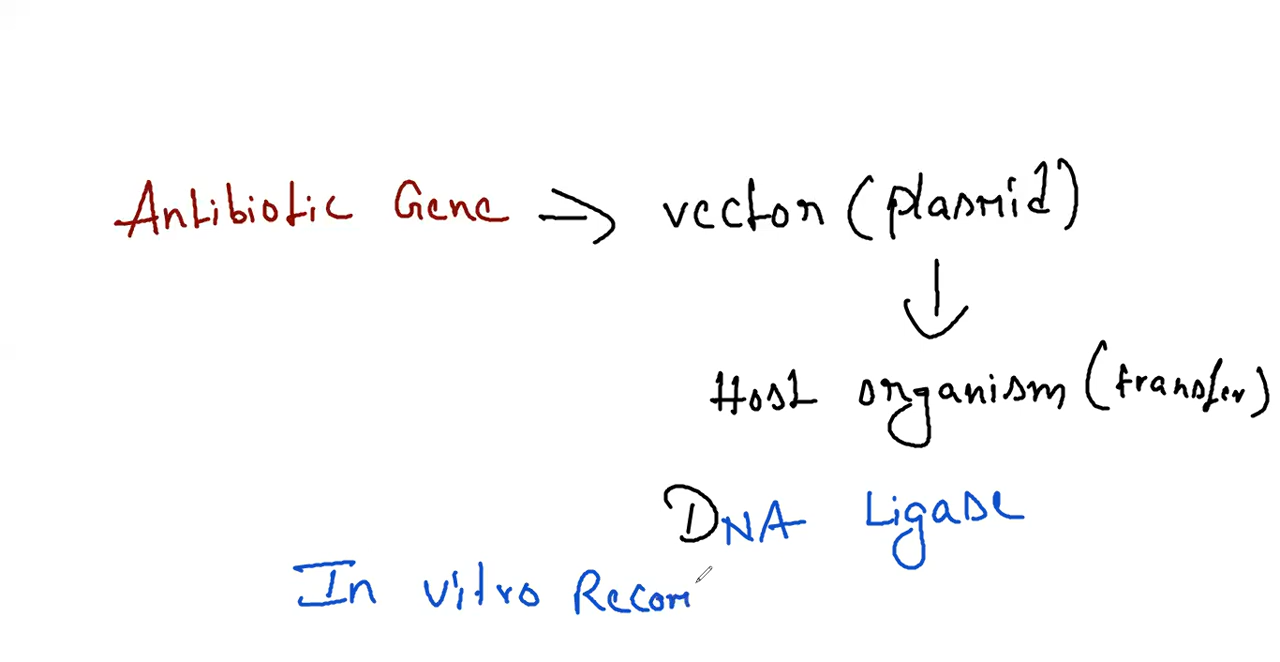 Antibiotic Gene → vector (plasmid)
↓
Host organism (transfer)
DNA Ligase
In vitro Recom